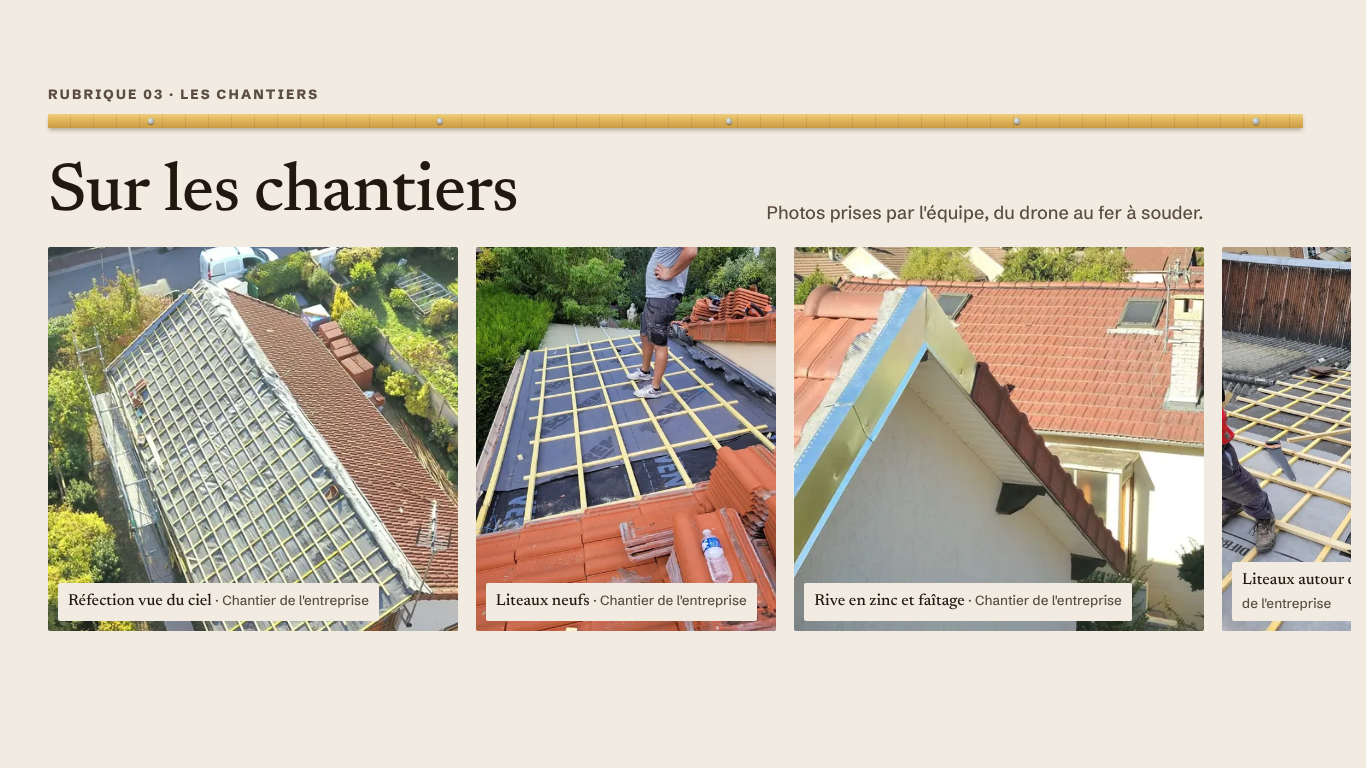 RUBRIQUE 03 · LES CHANTIERS
Sur les chantiers
Photos prises par l'équipe, du drone au fer à souder.
Réfection vue du ciel · Chantier de l'entreprise
Liteaux neufs · Chantier de l'entreprise
Rive en zinc et faîtage · Chantier de l'entreprise
Liteaux autour
de l'entreprise